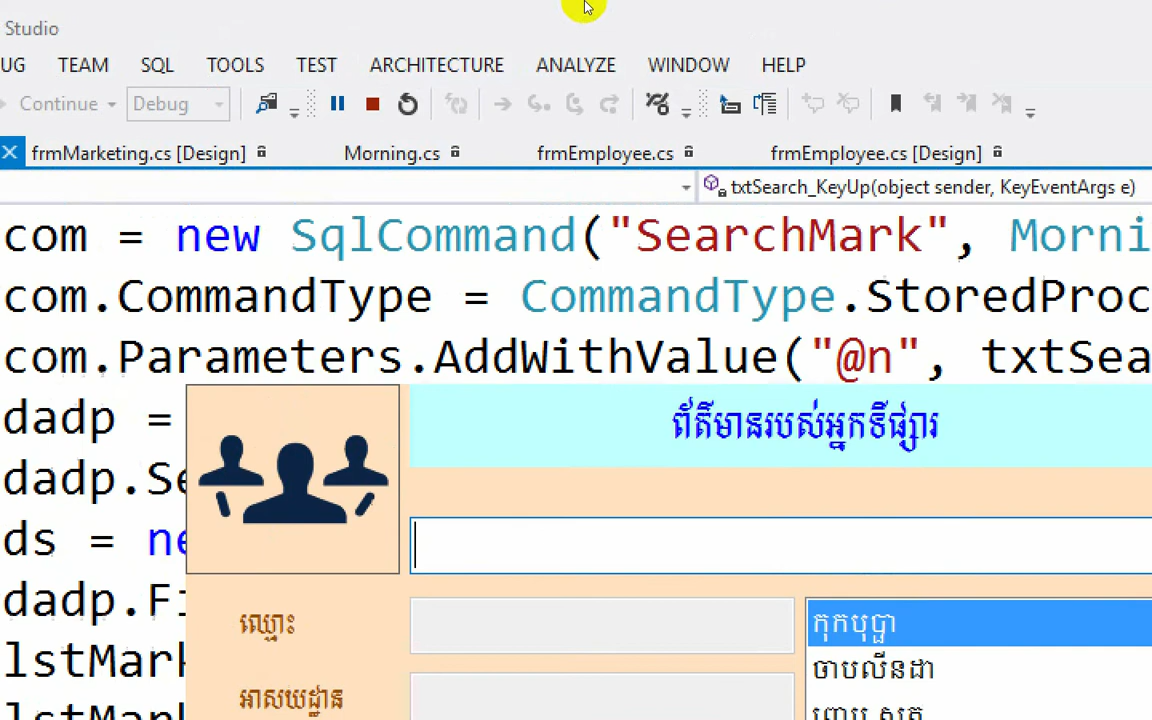 Studio
UG TEAM SQL TOOLS TEST ARCHITECTURE ANALYZE WINDOW HELP
Continue Debug
frmMarketing.cs [Design] Morning.cs frmEmployee.cs frmEmployee.cs [Design]
txtSearch_KeyUp(object sender, KeyEventArgs e)
com = new SqlCommand("SearchMark", Morni
com.CommandType = CommandType.StoredProc
com.Parameters.AddWithValue("@n", txtSea
dadp =
ព័ត៌មានរបស់អ្នកទីផ្សារ
dadp.Se
ds = ne
dadp.Fi
ឈ្មោះ
កុកបុប្ផា
lstMark
ចាបលីនដា
អាសយដ្ឋាន